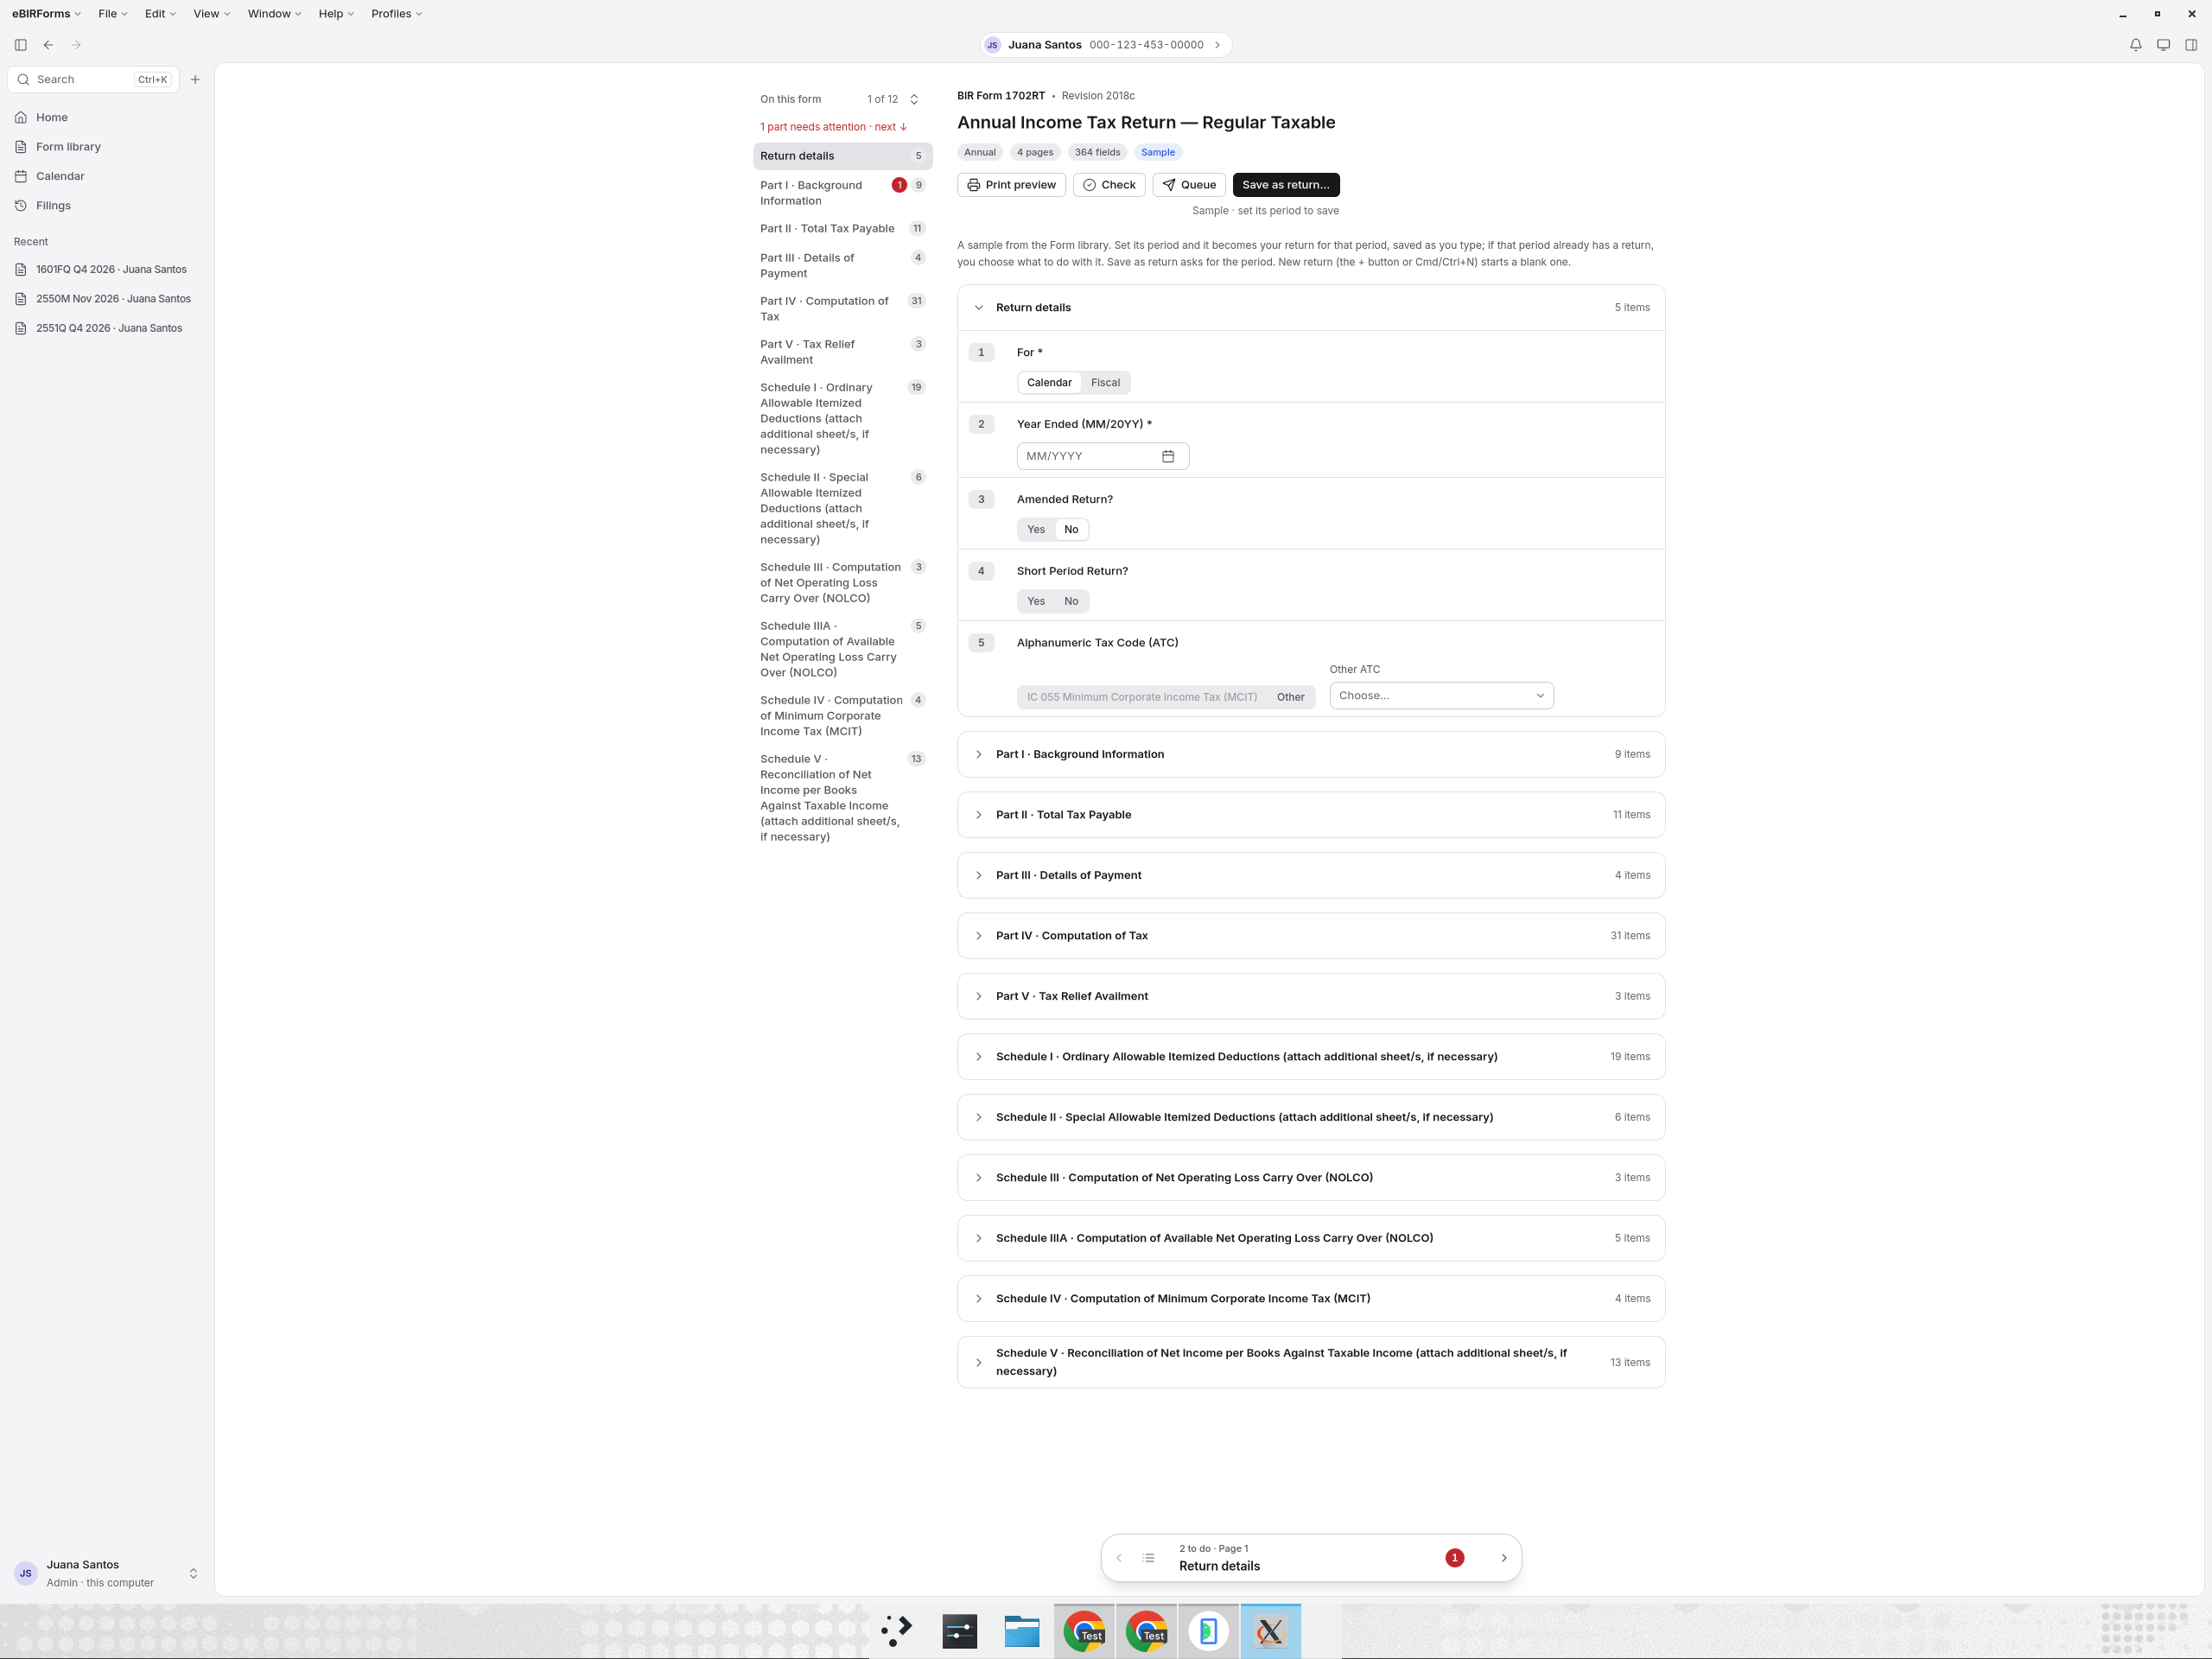 eBIRForms File Edit View Window Help Profiles
JS Juana Santos 000-123-453-00000
Search Ctrl+K
Home
Form library
Calendar
Filings
Recent
1601FQ Q4 2026 · Juana Santos
2550M Nov 2026 · Juana Santos
2551Q Q4 2026 · Juana Santos
On this form 1 of 12
1 part needs attention · next ↓
Return details 5
Part I · Background 1 9
Information
Part II · Total Tax Payable 11
Part III · Details of 4
Payment
Part IV · Computation of 31
Tax
Part V · Tax Relief 3
Availment
Schedule I · Ordinary 19
Allowable Itemized
Deductions (attach
additional sheet/s, if
necessary)
Schedule II · Special 6
Allowable Itemized
Deductions (attach
additional sheet/s, if
necessary)
Schedule III · Computation 3
of Net Operating Loss
Carry Over (NOLCO)
Schedule IIIA · 5
Computation of Available
Net Operating Loss Carry
Over (NOLCO)
Schedule IV · Computation 4
of Minimum Corporate
Income Tax (MCIT)
Schedule V · 13
Reconciliation of Net
Income per Books
Against Taxable Income
(attach additional sheet/s,
if necessary)
BIR Form 1702RT • Revision 2018c
Annual Income Tax Return — Regular Taxable
Annual 4 pages 364 fields Sample
Print preview Check Queue Save as return...
Sample · set its period to save
A sample from the Form library. Set its period and it becomes your return for that period, saved as you type; if that period already has a return,
you choose what to do with it. Save as return asks for the period. New return (the + button or Cmd/Ctrl+N) starts a blank one.
Return details 5 items
1 For *
Calendar Fiscal
2 Year Ended (MM/20YY) *
MM/YYYY
3 Amended Return?
Yes No
4 Short Period Return?
Yes No
5 Alphanumeric Tax Code (ATC)
Other ATC
IC 055 Minimum Corporate Income Tax (MCIT) Other Choose...
Part I · Background Information 9 items
Part II · Total Tax Payable 11 items
Part III · Details of Payment 4 items
Part IV · Computation of Tax 31 items
Part V · Tax Relief Availment 3 items
Schedule I · Ordinary Allowable Itemized Deductions (attach additional sheet/s, if necessary) 19 items
Schedule II · Special Allowable Itemized Deductions (attach additional sheet/s, if necessary) 6 items
Schedule III · Computation of Net Operating Loss Carry Over (NOLCO) 3 items
Schedule IIIA · Computation of Available Net Operating Loss Carry Over (NOLCO) 5 items
Schedule IV · Computation of Minimum Corporate Income Tax (MCIT) 4 items
Schedule V · Reconciliation of Net Income per Books Against Taxable Income (attach additional sheet/s, if
necessary) 13 items
2 to do · Page 1
Return details 1
JS Juana Santos
Admin · this computer
Test Test